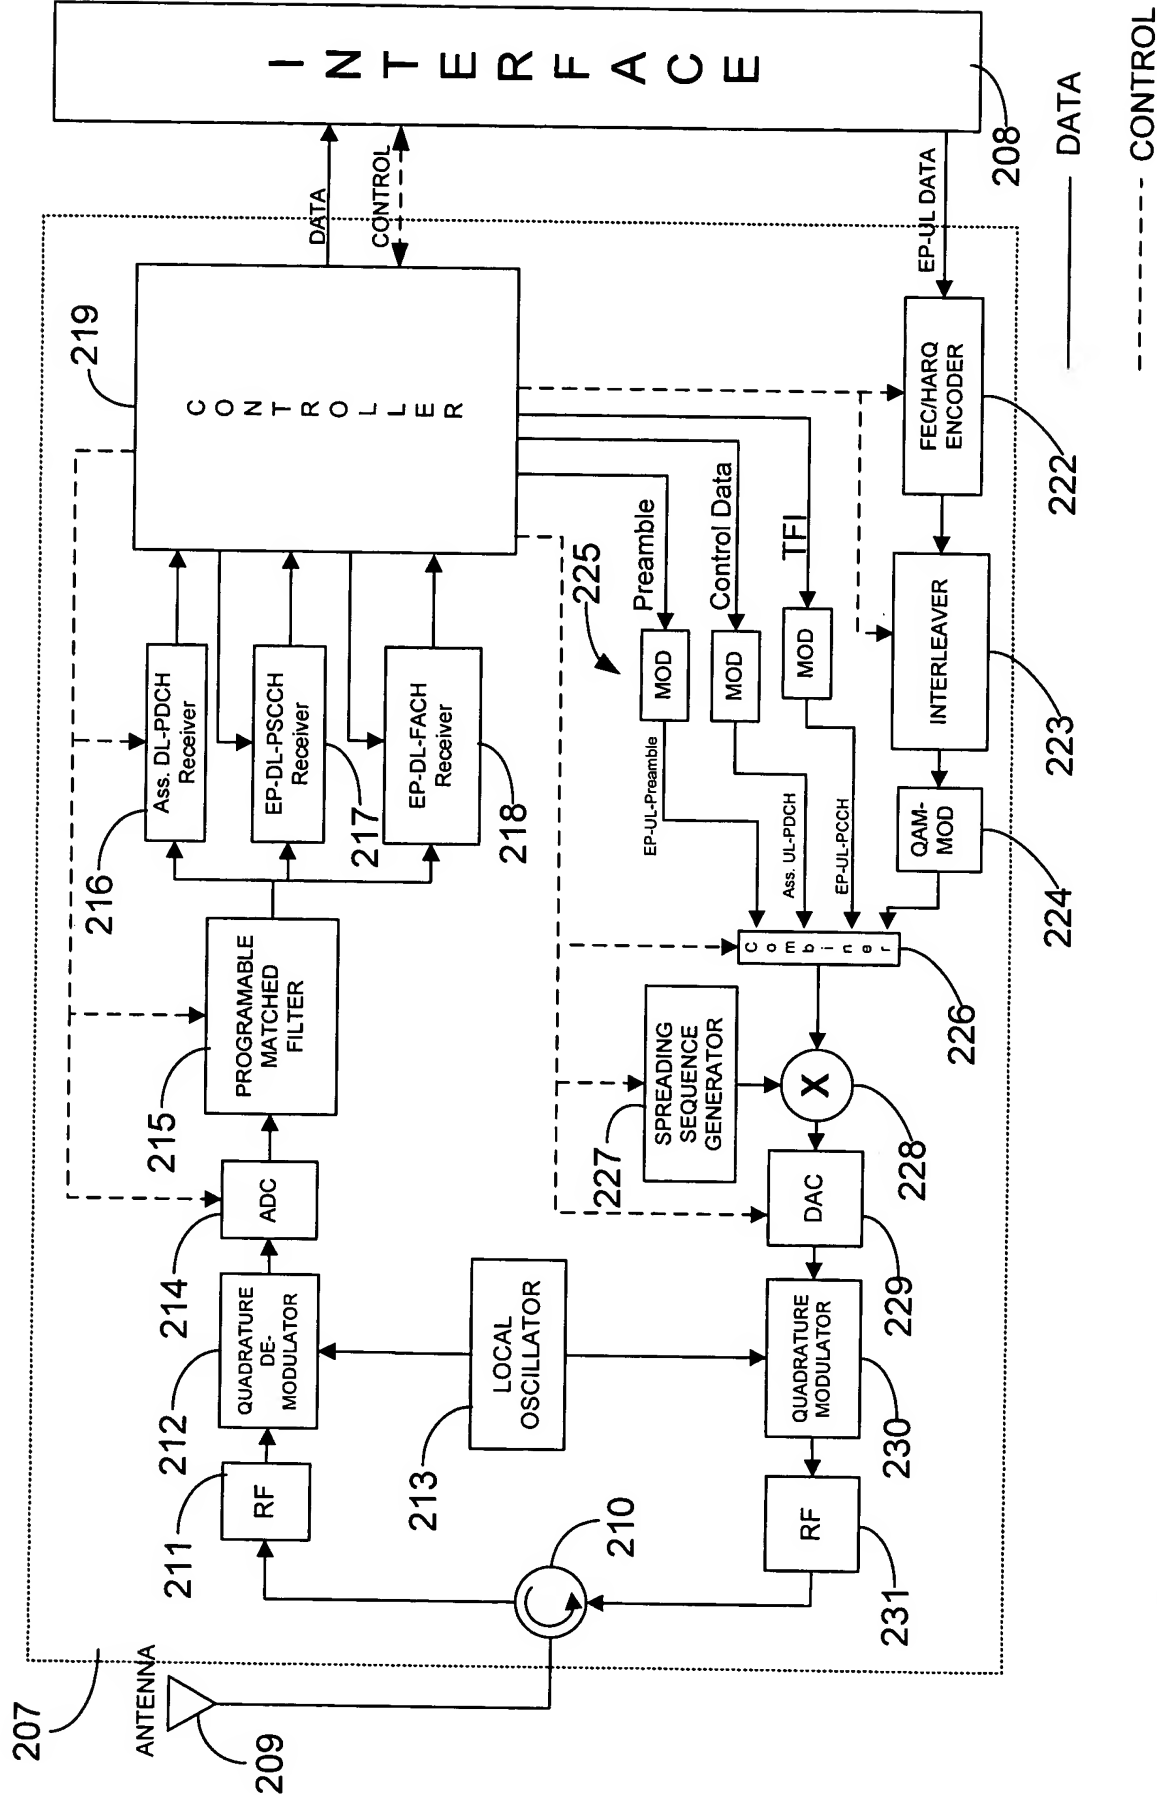 207
ANTENNA
209
210
211
RF
212
QUADRATURE
DE-
MODULATOR
214
ADC
215
PROGRAMABLE
MATCHED
FILTER
216
Ass. DL-PDCH
Receiver
EP-DL-PSCCH
Receiver
217
EP-DL-FACH
Receiver
218
219
CONTROLLER
DATA
CONTROL
INTERFACE
208
213
LOCAL
OSCILLATOR
231
RF
230
QUADRATURE
MODULATOR
229
DAC
228
X
227
SPREADING
SEQUENCE
GENERATOR
226
Combiner
EP-UL-Preamble
Ass. UL-PDCH
EP-UL-PCCH
225
MOD
MOD
MOD
Preamble
Control Data
TFI
224
QAM-
MOD
223
INTERLEAVER
222
FEC/HARQ
ENCODER
EP-UL DATA
DATA
CONTROL